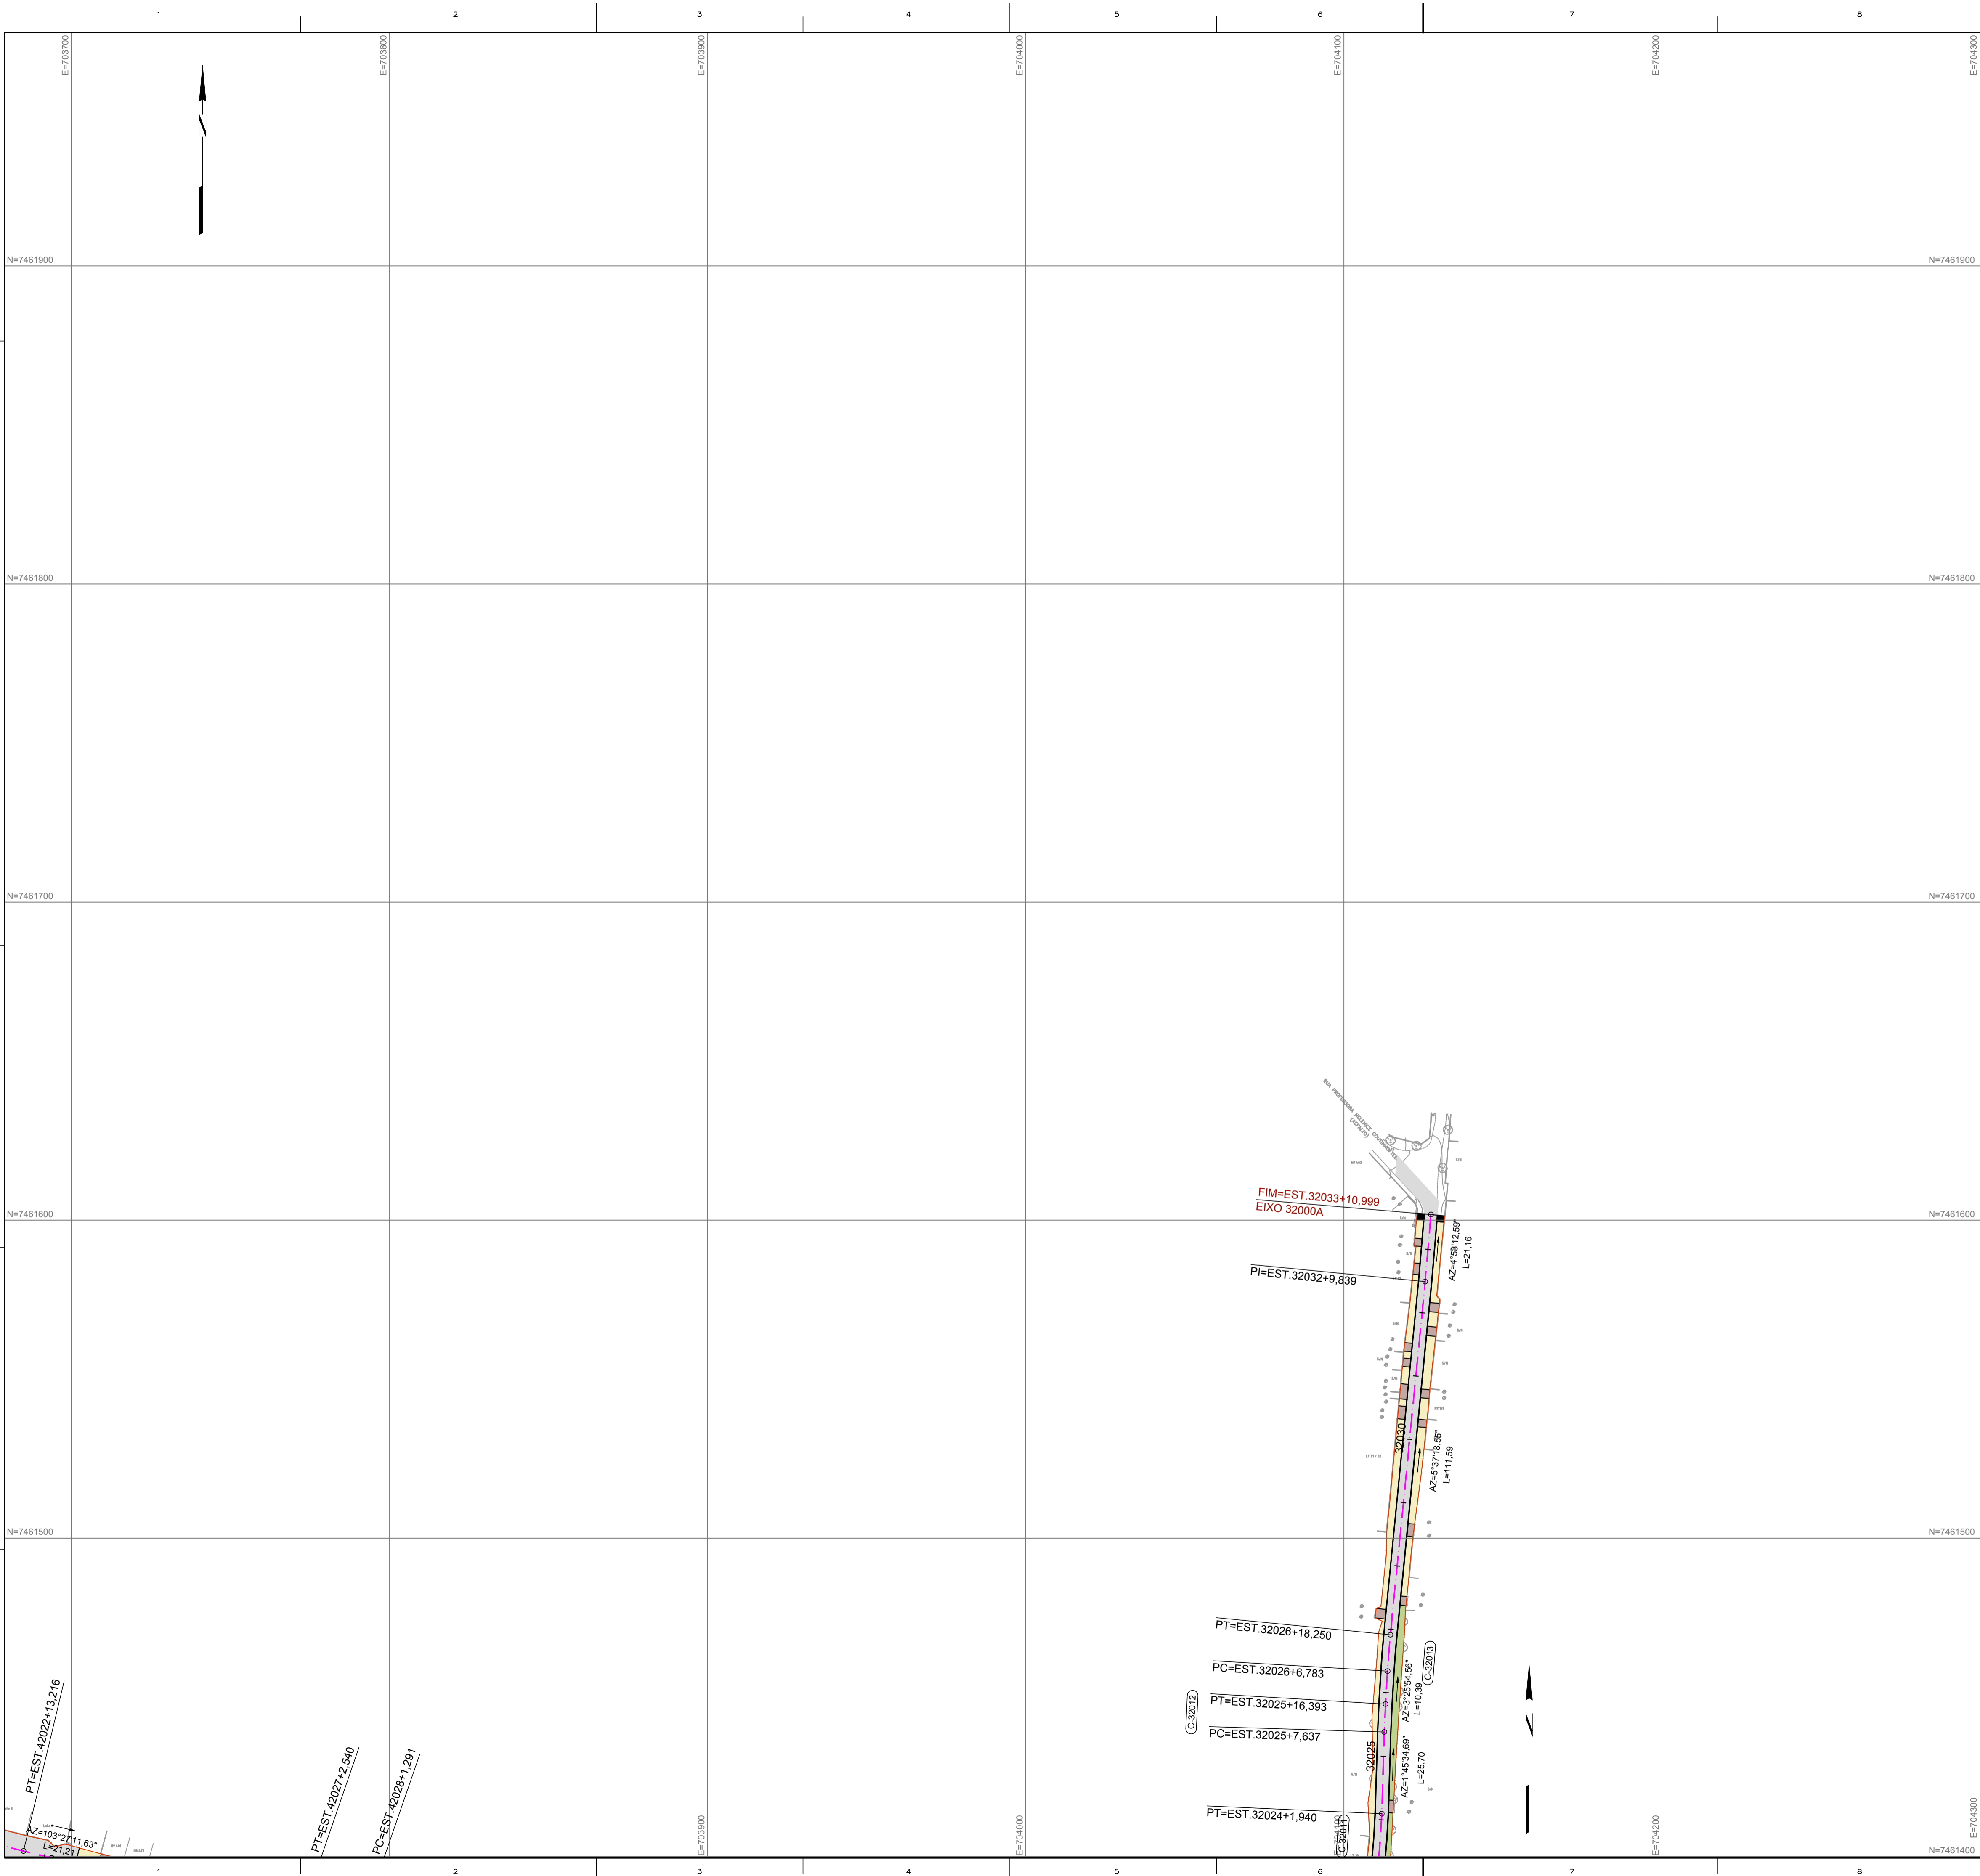 1 2 3 4 5 6 7 8
E=703700 E=703800 E=703900 E=704000 E=704100 E=704200 E=704300
N
N=7461900 N=7461900
N=7461800 N=7461800
N=7461700 N=7461700
RUA PROFESSORA
(ASFALTO)
S/N
FIM=EST.32033+10,999
EIXO 32000A
N=7461600 N=7461600
AZ=4°58'12,59"
L=21,16
PI=EST.32032+9,839
S/N
S/N
S/N
S/N
S/N
S/N
32030
AZ=5°37'18,56"
L=111,59
N=7461500 N=7461500
PT=EST.32026+18,250
C-32013
PC=EST.32026+6,783
AZ=3°25'54,56"
L=10,39
PT=EST.32025+16,393
C-32012
PC=EST.32025+7,637
N
32025
AZ=1°45'34,69"
L=25,70
S/N
S/N
PT=EST.32024+1,940
C-32011
PT=EST.42022+13,216
PT=EST.42027+2,540
PC=EST.42028+1,291
AZ=103°27'11,63"
L=21,21
E=703900 E=704000 E=704100 E=704200 E=704300
N=7461400
1 2 3 4 5 6 7 8